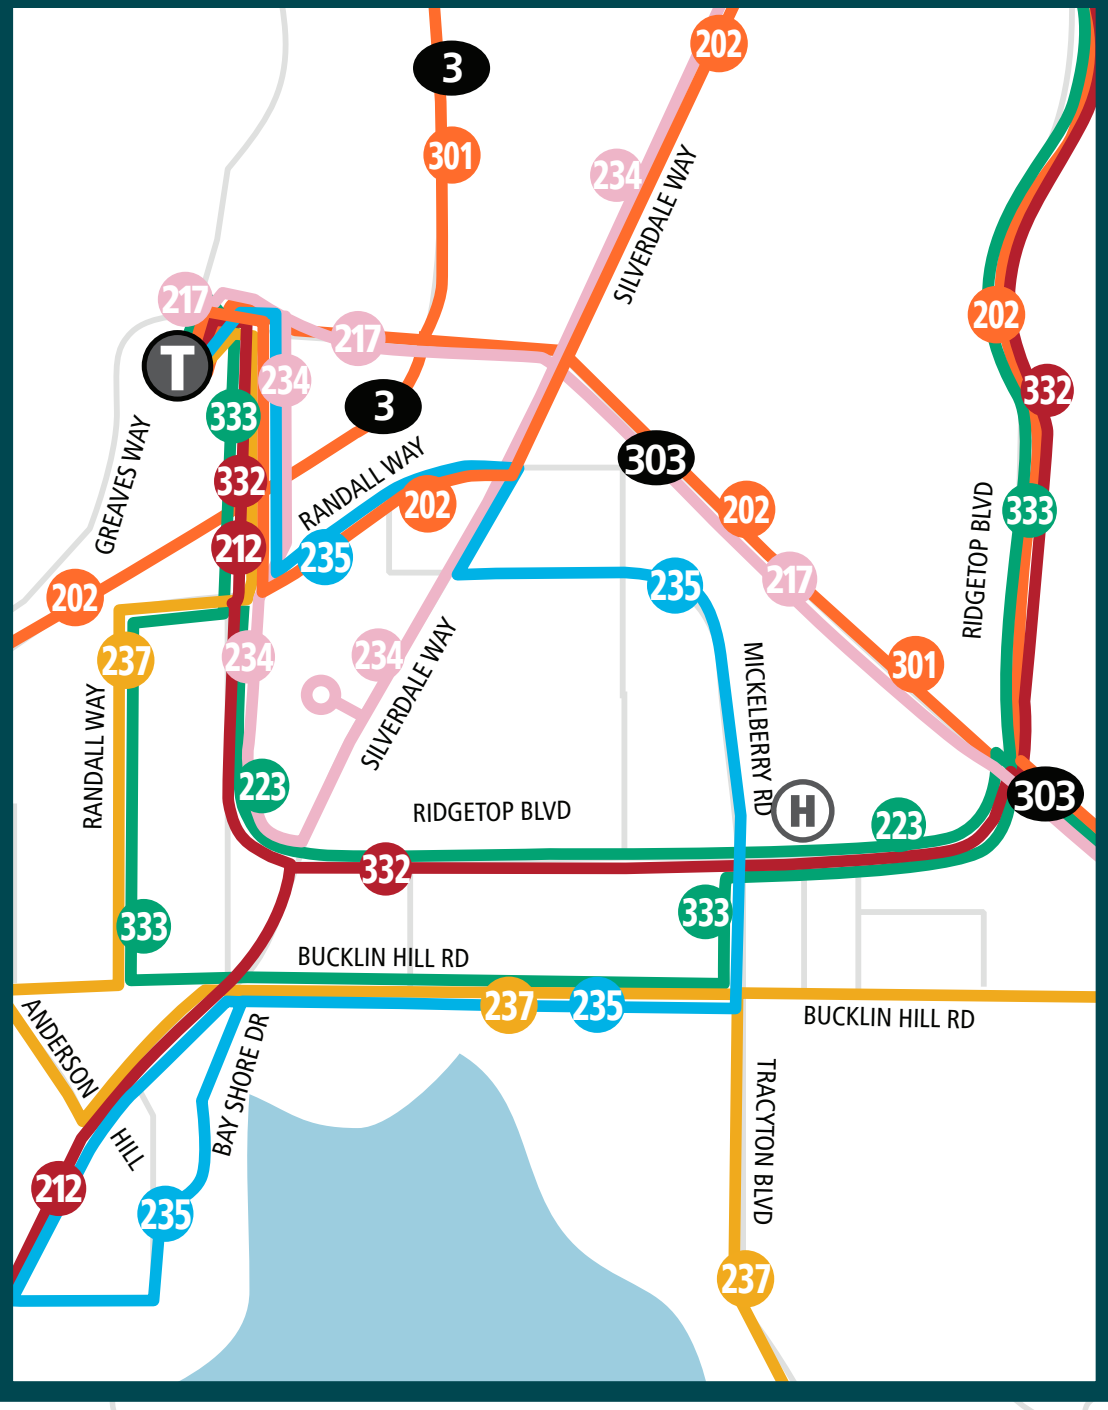 202
3
301
234
SILVERDALE WAY
217
202
217
T
234
332
3
333
GREAVES WAY
RANDALL WAY
303
332
202
202
RIDGETOP BLVD
333
212
235
217
235
202
234
234
237
SILVERDALE WAY
MICKELBERRY RD
301
RANDALL WAY
223
303
RIDGETOP BLVD
H
223
332
333
333
BUCKLIN HILL RD
237
235
BUCKLIN HILL RD
ANDERSON
HILL
BAY SHORE DR
TRACYTON BLVD
212
235
237